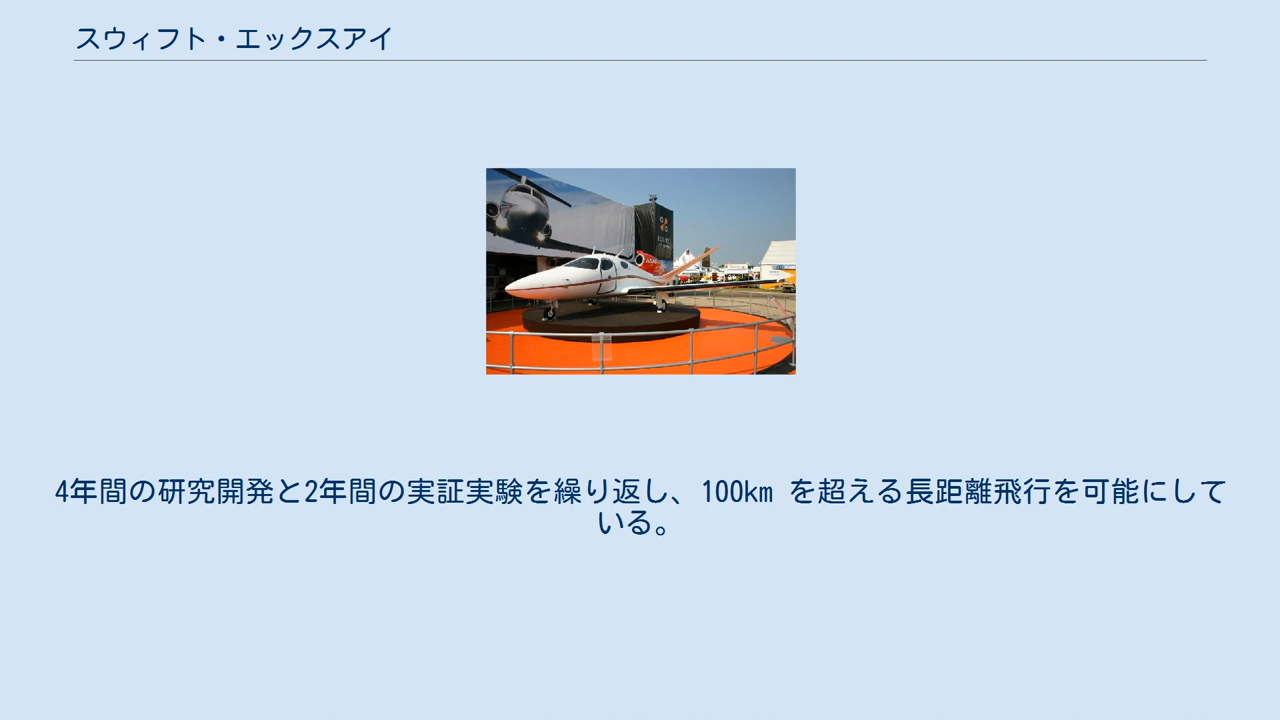 スウィフト・エックスアイ
4年間の研究開発と2年間の実証実験を繰り返し、100km を超える長距離飛行を可能にして
いる。